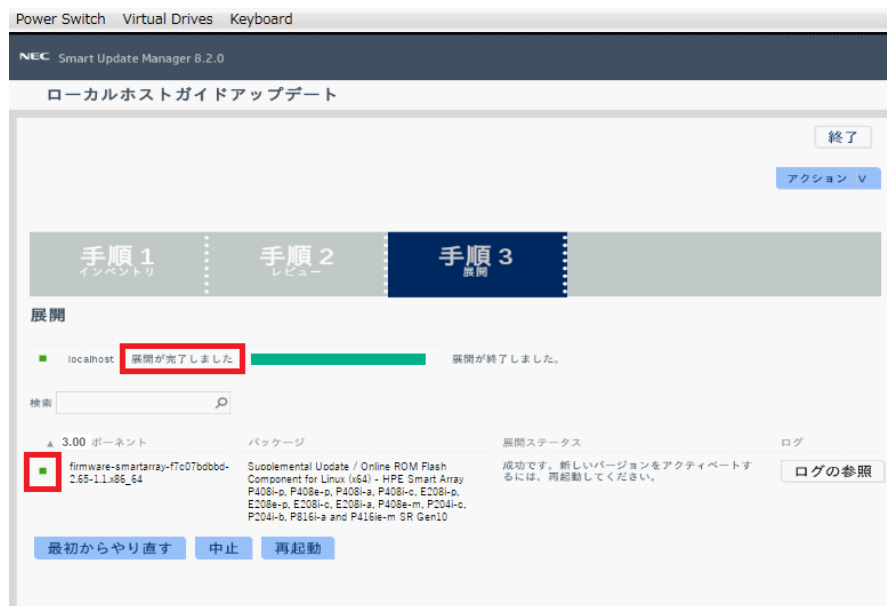 Power Switch Virtual Drives Keyboard
NEC Smart Update Manager 8.2.0
ローカルホストガイドアップデート
終了
アクション V
手順 1
インベントリ
手順 2
レビュー
手順 3
展開
展開
localhost 展開が完了しました 展開が終了しました。
検索
3.00 ポーネント パッケージ 展開ステータス ログ
firmware-smartarray-f7c07bdbbd-
2.65-1.1.x86_64
Supplemental Update / Online ROM Flash
Component for Linux (x64) - HPE Smart Array
P408i-p, P408e-p, P408i-a, P408i-c, E208i-p,
E208e-p, E208i-c, E208i-a, P408e-m, P204i-c,
P204i-b, P816i-a and P416ie-m SR Gen10
成功です。新しいバージョンをアクティベートす
るには、再起動してください。
ログの参照
最初からやり直す 中止 再起動